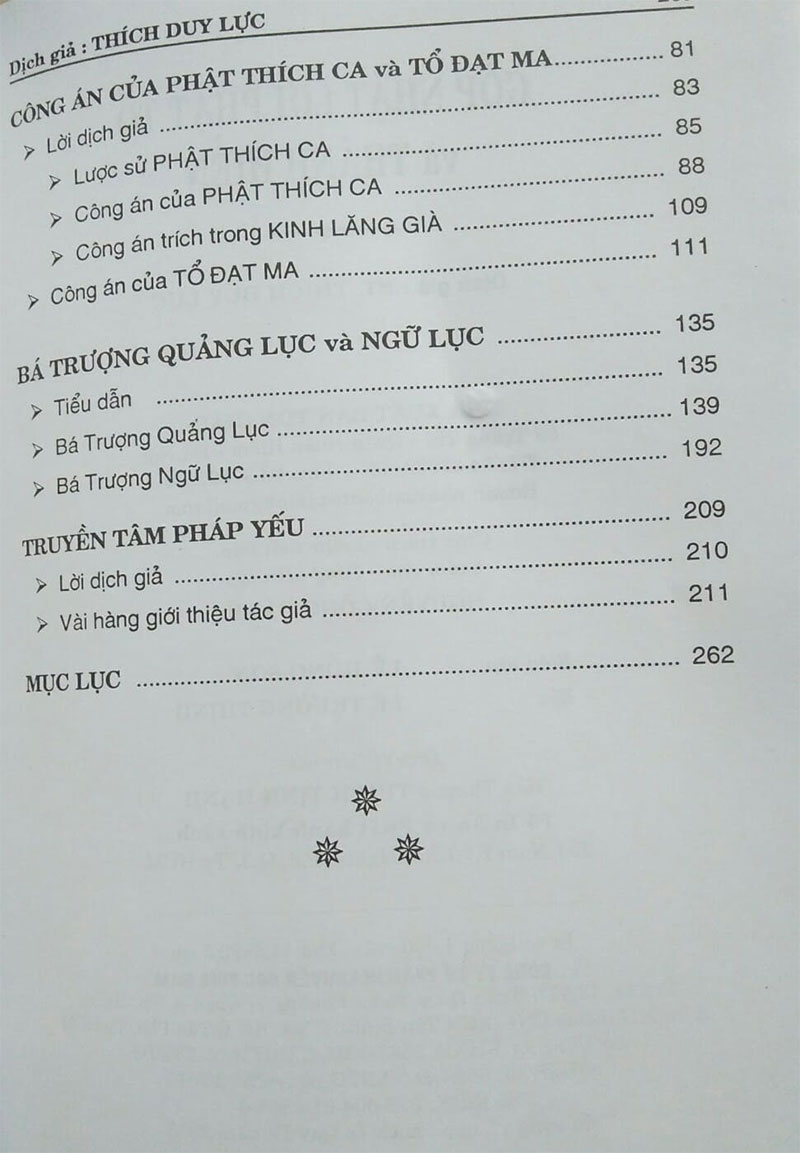 Dịch giả : THÍCH DUY LỰC
CÔNG ÁN CỦA PHẬT THÍCH CA và TỔ ĐẠT MA.................. 81
➢ Lời dịch giả .................. 83
➢ Lược sử PHẬT THÍCH CA .................. 85
➢ Công án của PHẬT THÍCH CA .................. 88
➢ Công án trích trong KINH LĂNG GIÀ .................. 109
➢ Công án của TỔ ĐẠT MA .................. 111
BÁ TRƯỢNG QUẢNG LỤC và NGỮ LỤC .................. 135
➢ Tiểu dẫn .................. 135
➢ Bá Trượng Quảng Lục .................. 139
➢ Bá Trượng Ngữ Lục .................. 192
TRUYỀN TÂM PHÁP YẾU .................. 209
➢ Lời dịch giả .................. 210
➢ Vài hàng giới thiệu tác giả .................. 211
MỤC LỤC .................. 262